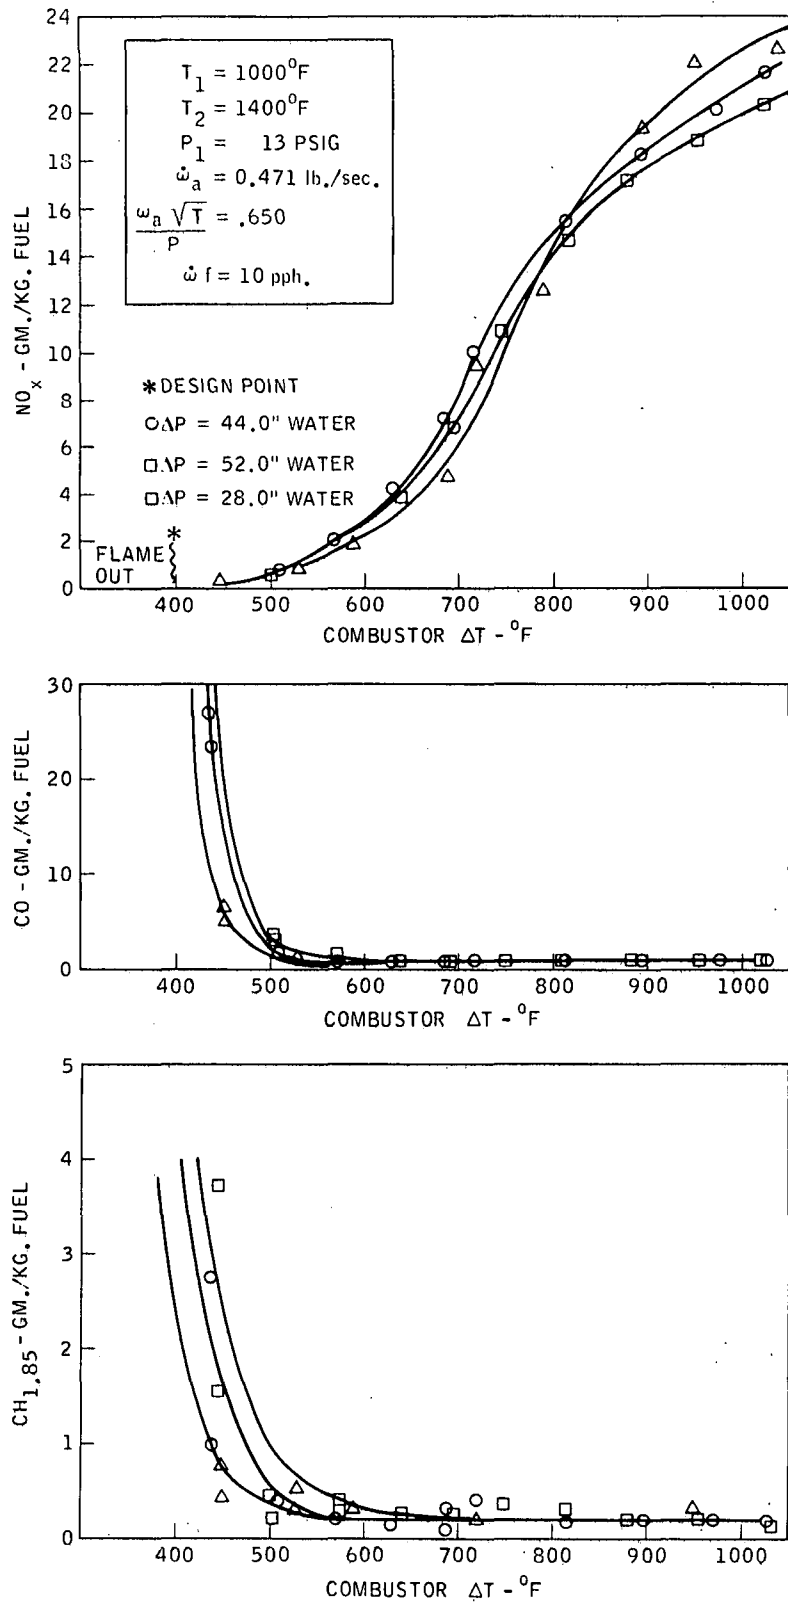 24
22
20
18
16
14
12
10
8
6
4
2
0
NOx - GM./KG. FUEL
T1 = 1000°F
T2 = 1400°F
P1 = 13 PSIG
ω̇a = 0.471 lb./sec.
ωa √T / P = .650
ω̇ f = 10 pph.
* DESIGN POINT
○ΔP = 44.0" WATER
□ΔP = 52.0" WATER
□ΔP = 28.0" WATER
*
FLAME
OUT
400 500 600 700 800 900 1000
COMBUSTOR ΔT - °F
30
20
10
0
CO - GM./KG. FUEL
400 500 600 700 800 900 1000
COMBUSTOR ΔT - °F
5
4
3
2
1
0
CH1.85 - GM./KG. FUEL
400 500 600 700 800 900 1000
COMBUSTOR ΔT - °F